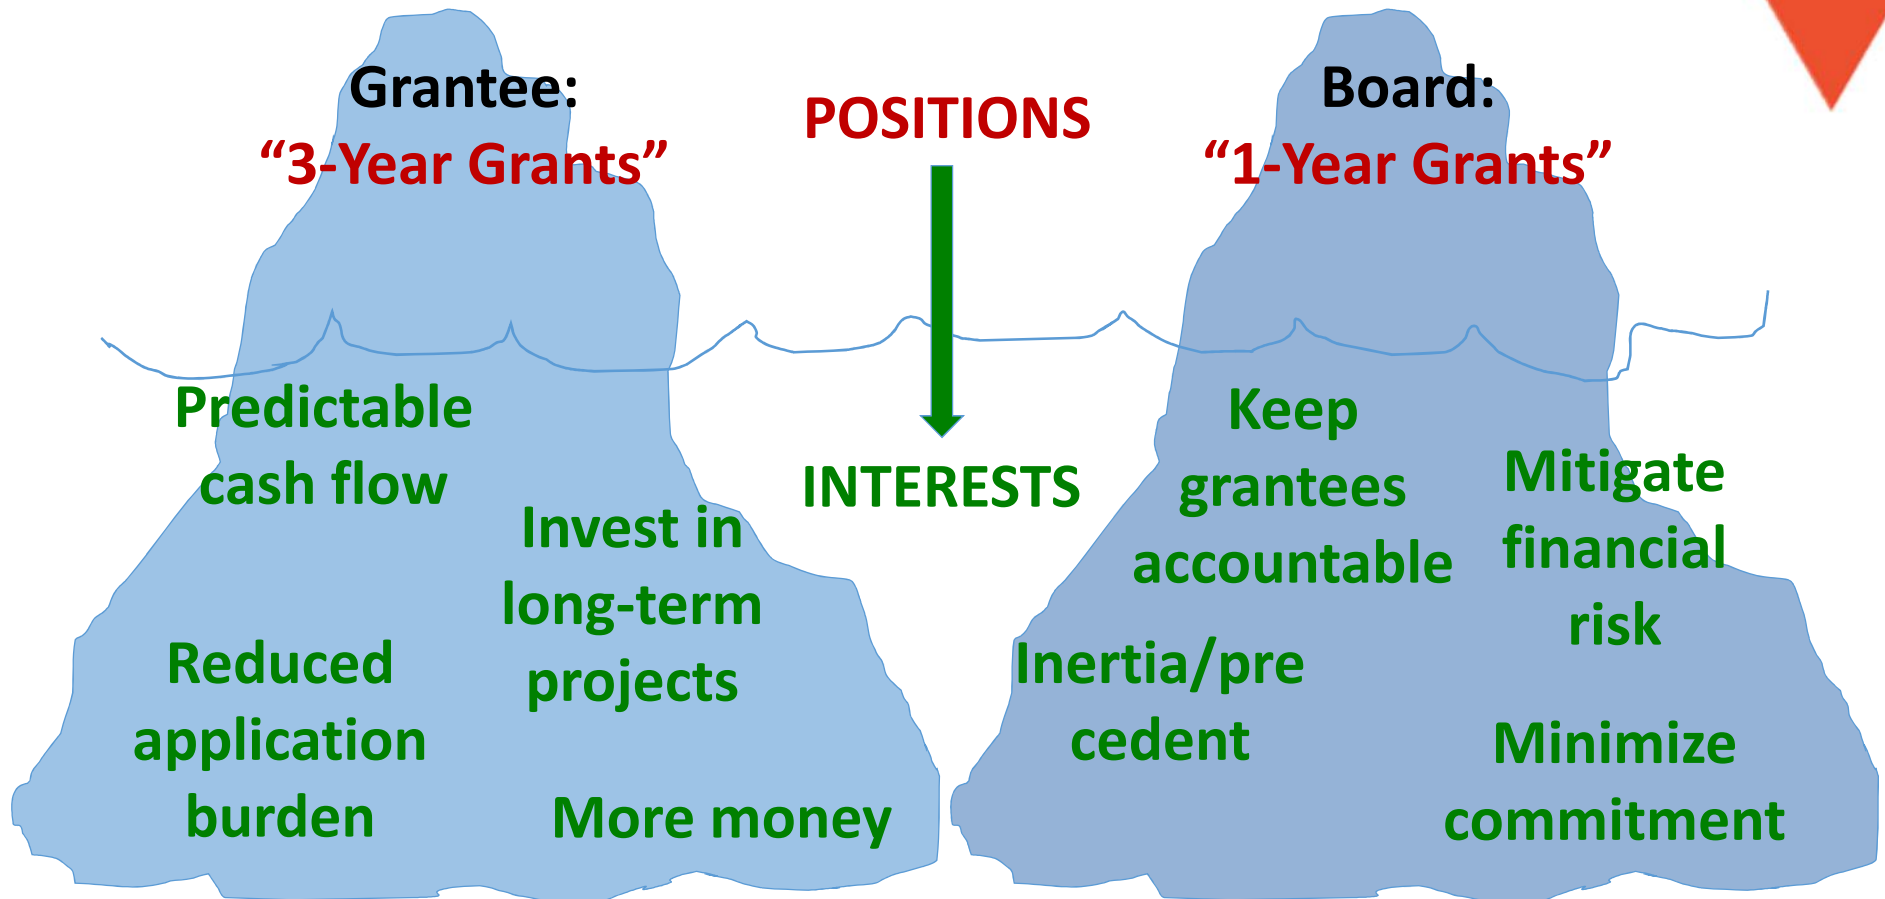 Grantee:
“3-Year Grants”
POSITIONS
Board:
“1-Year Grants”
INTERESTS
Predictable
cash flow
Invest in
long-term
projects
Reduced
application
burden
More money
Keep
grantees
accountable
Mitigate
financial
risk
Inertia/pre
cedent
Minimize
commitment